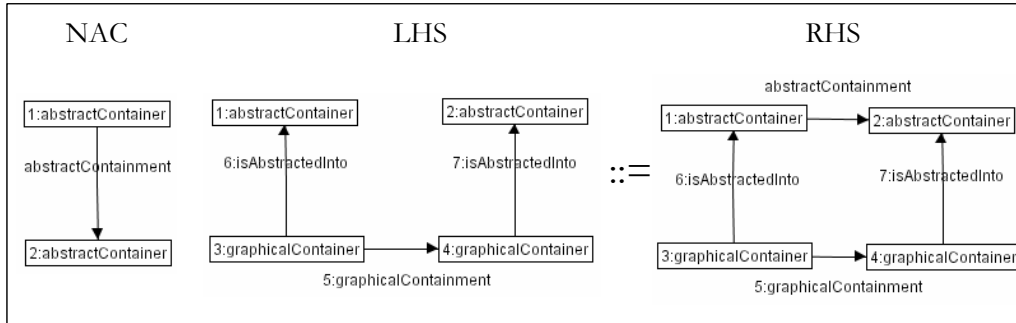 NAC LHS RHS
abstractContainment
1:abstractContainer 1:abstractContainer 2:abstractContainer 1:abstractContainer 2:abstractContainer
abstractContainment 6:isAbstractedInto 7:isAbstractedInto ::= 6:isAbstractedInto 7:isAbstractedInto
2:abstractContainer 3:graphicalContainer 4:graphicalContainer 3:graphicalContainer 4:graphicalContainer
5:graphicalContainment 5:graphicalContainment